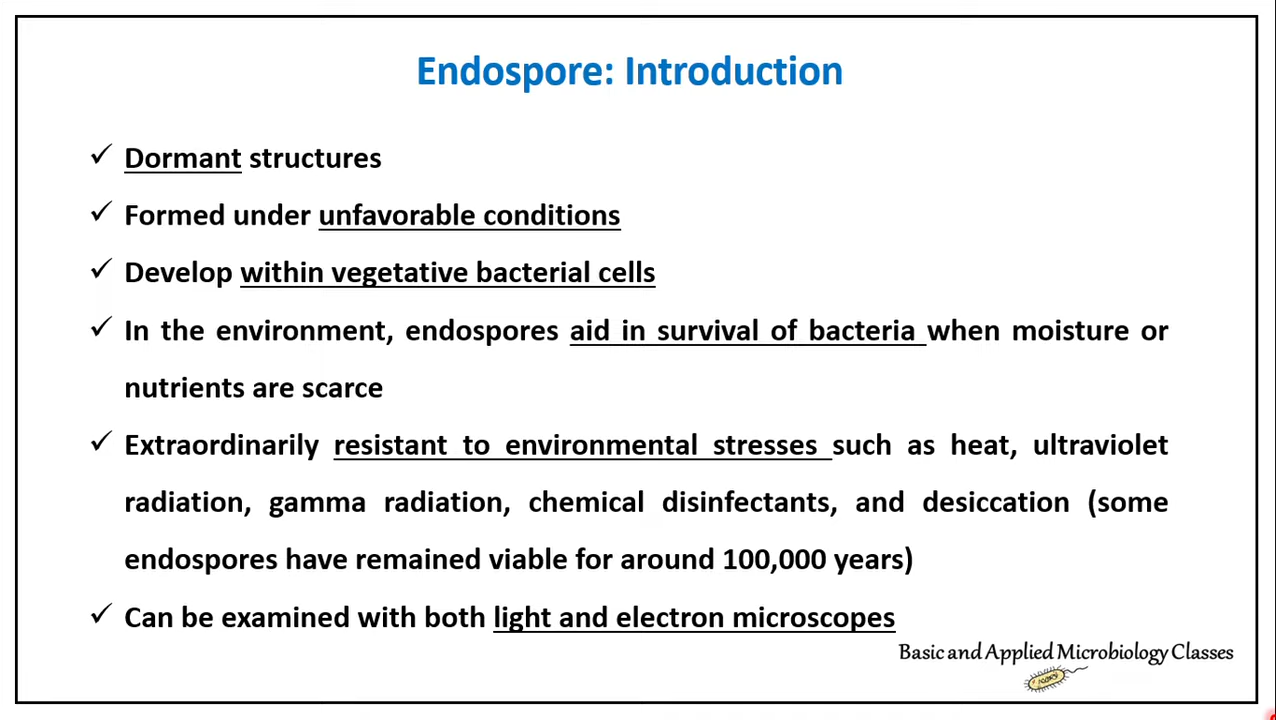 Endospore: Introduction
✓ Dormant structures
✓ Formed under unfavorable conditions
✓ Develop within vegetative bacterial cells
✓ In the environment, endospores aid in survival of bacteria when moisture or
nutrients are scarce
✓ Extraordinarily resistant to environmental stresses such as heat, ultraviolet
radiation, gamma radiation, chemical disinfectants, and desiccation (some
endospores have remained viable for around 100,000 years)
✓ Can be examined with both light and electron microscopes
Basic and Applied Microbiology Classes